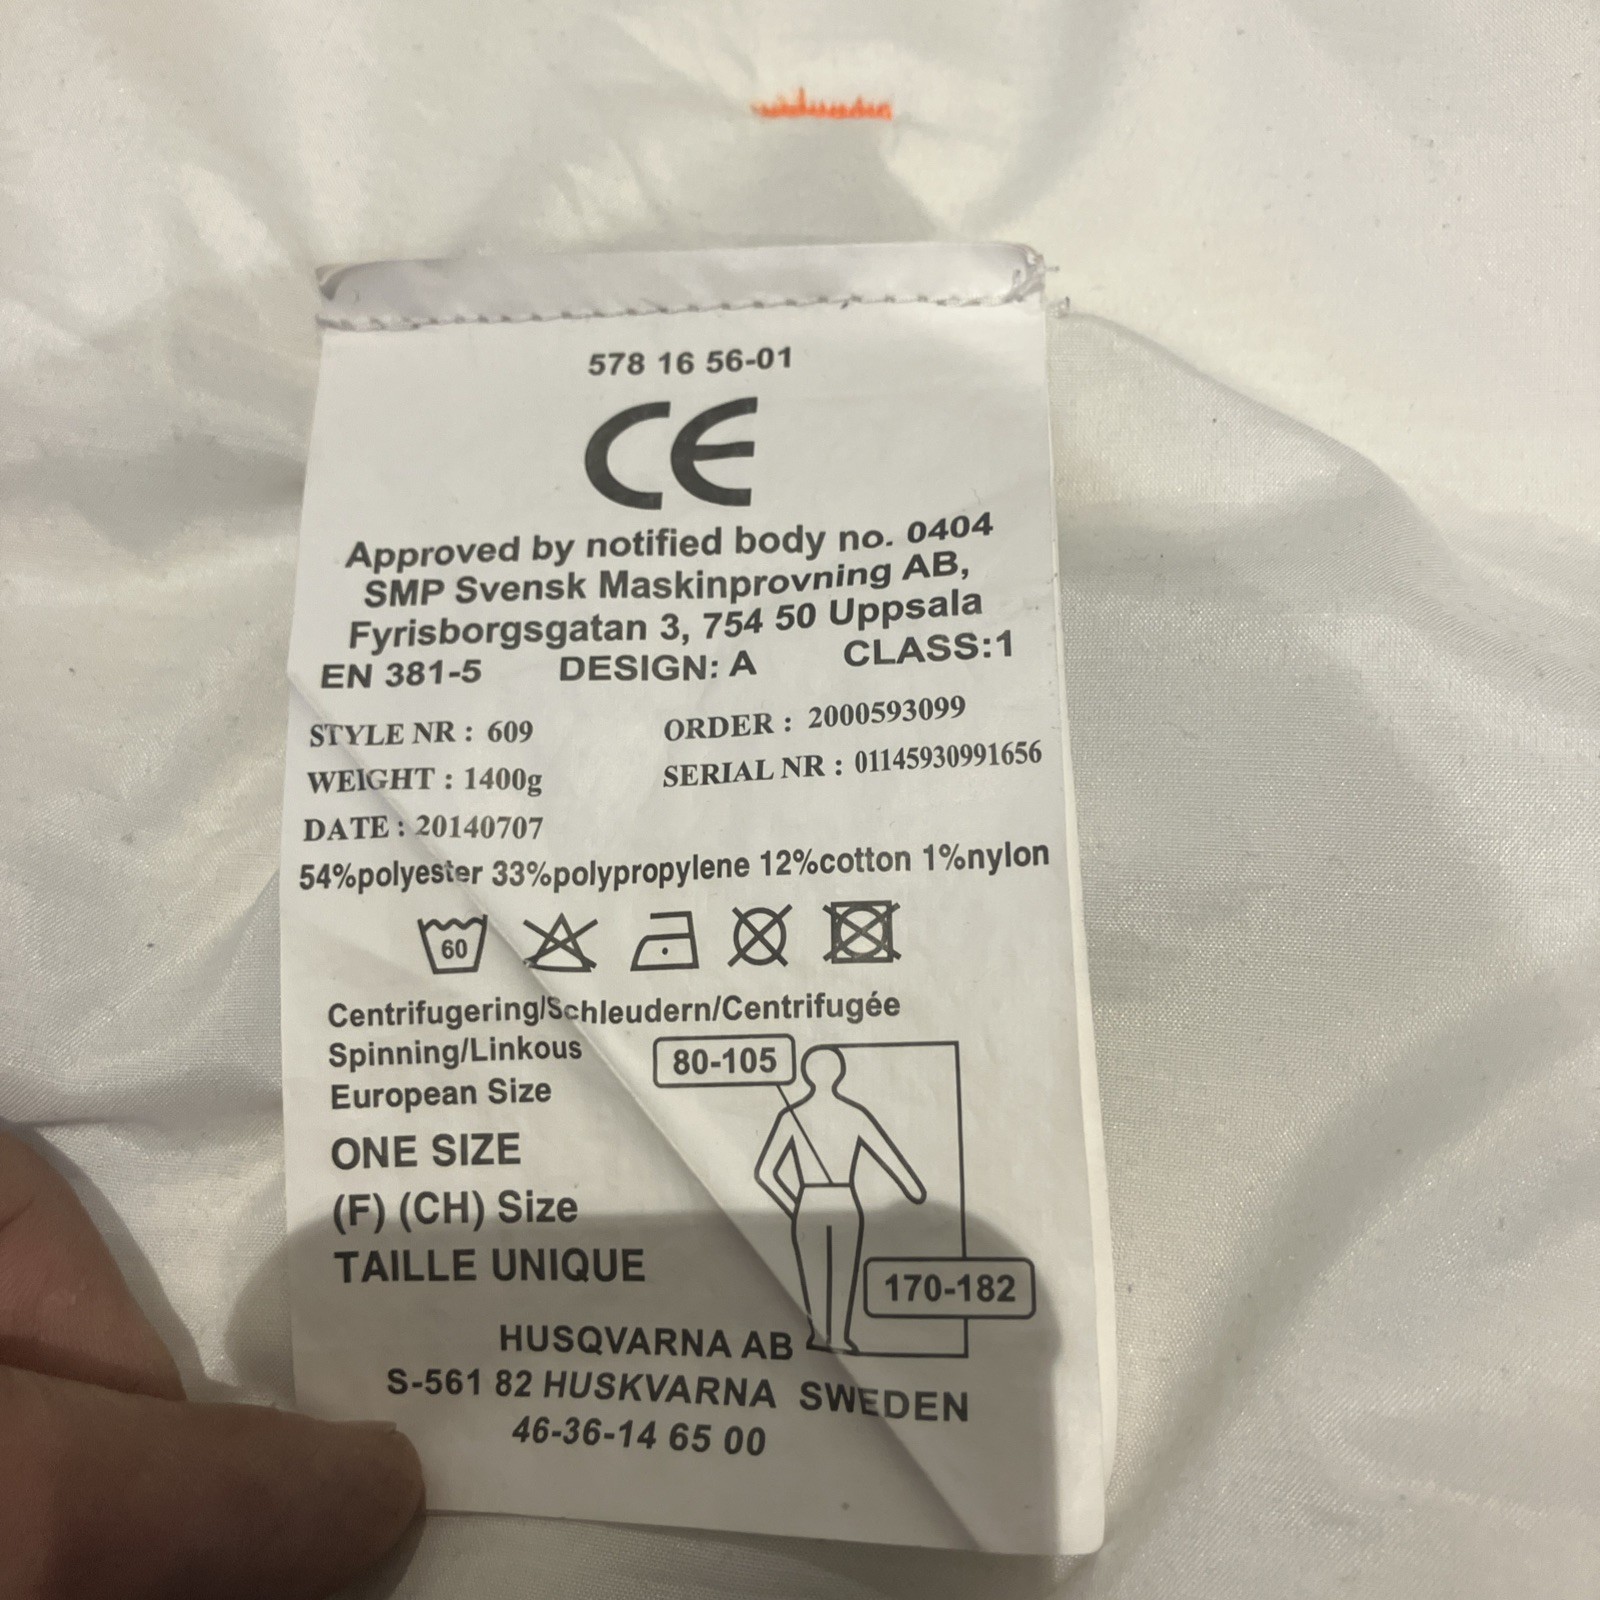 578 16 56-01
CE
Approved by notified body no. 0404
SMP Svensk Maskinprovning AB,
Fyrisborgsgatan 3, 754 50 Uppsala
EN 381-5 DESIGN: A CLASS:1
STYLE NR : 609 ORDER : 2000593099
WEIGHT : 1400g SERIAL NR : 01145930991656
DATE : 20140707
54%polyester 33%polypropylene 12%cotton 1%nylon
60
Centrifugering/Schleudern/Centrifugée
Spinning/Linkous
80-105
European Size
ONE SIZE
(F) (CH) Size
TAILLE UNIQUE
170-182
HUSQVARNA AB
S-561 82 HUSKVARNA SWEDEN
46-36-14 65 00